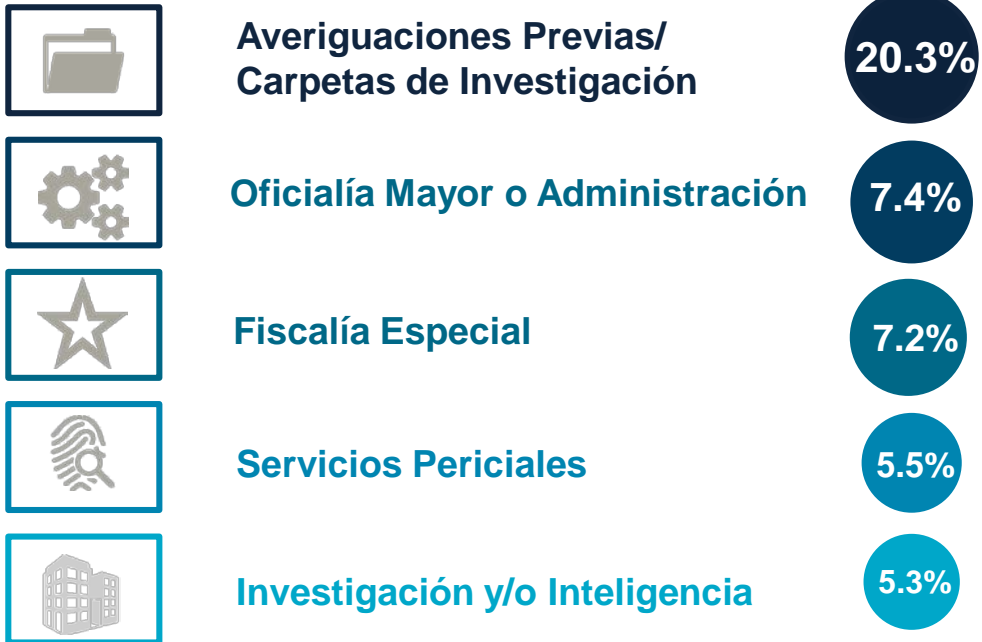 Averiguaciones Previas/
Carpetas de Investigación
20.3%
Oficialía Mayor o Administración
7.4%
Fiscalía Especial
7.2%
Servicios Periciales
5.5%
Investigación y/o Inteligencia
5.3%